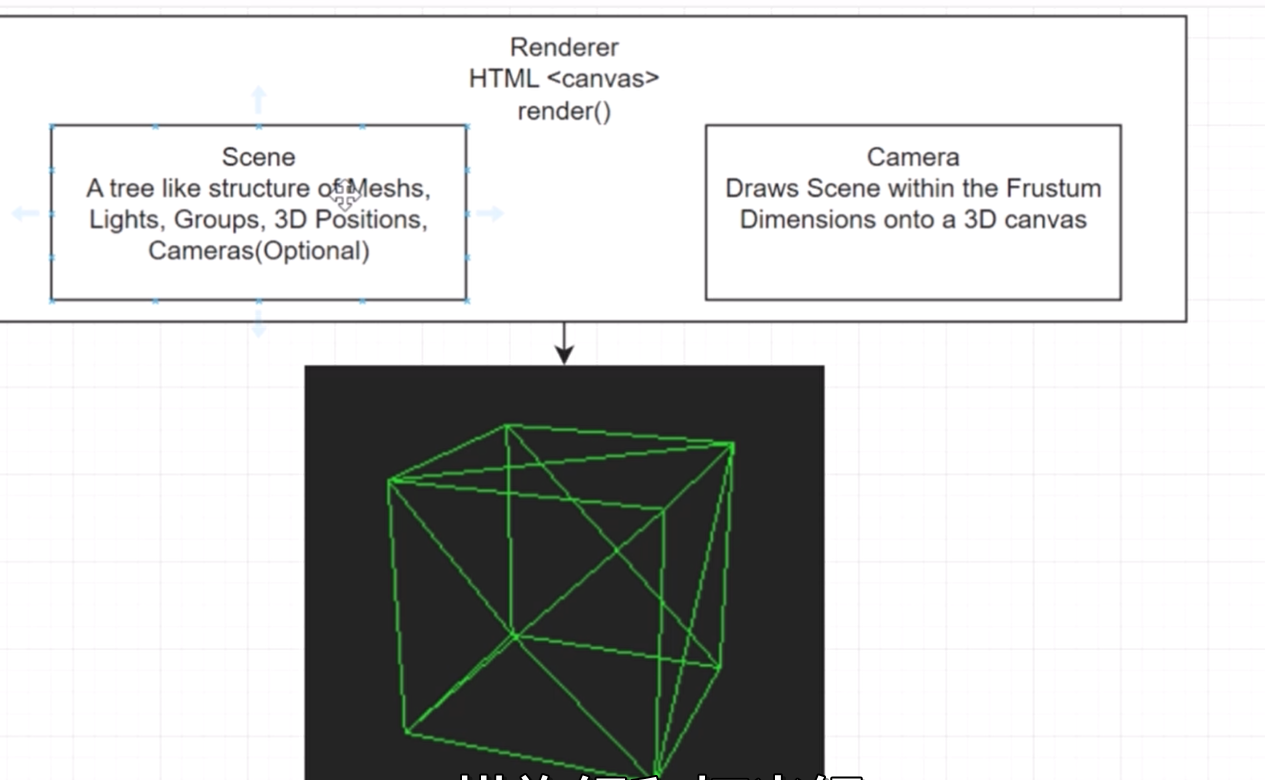 Renderer
HTML <canvas>
render()
Scene
A tree like structure of Meshs,
Lights, Groups, 3D Positions,
Cameras(Optional)
Camera
Draws Scene within the Frustum
Dimensions onto a 3D canvas